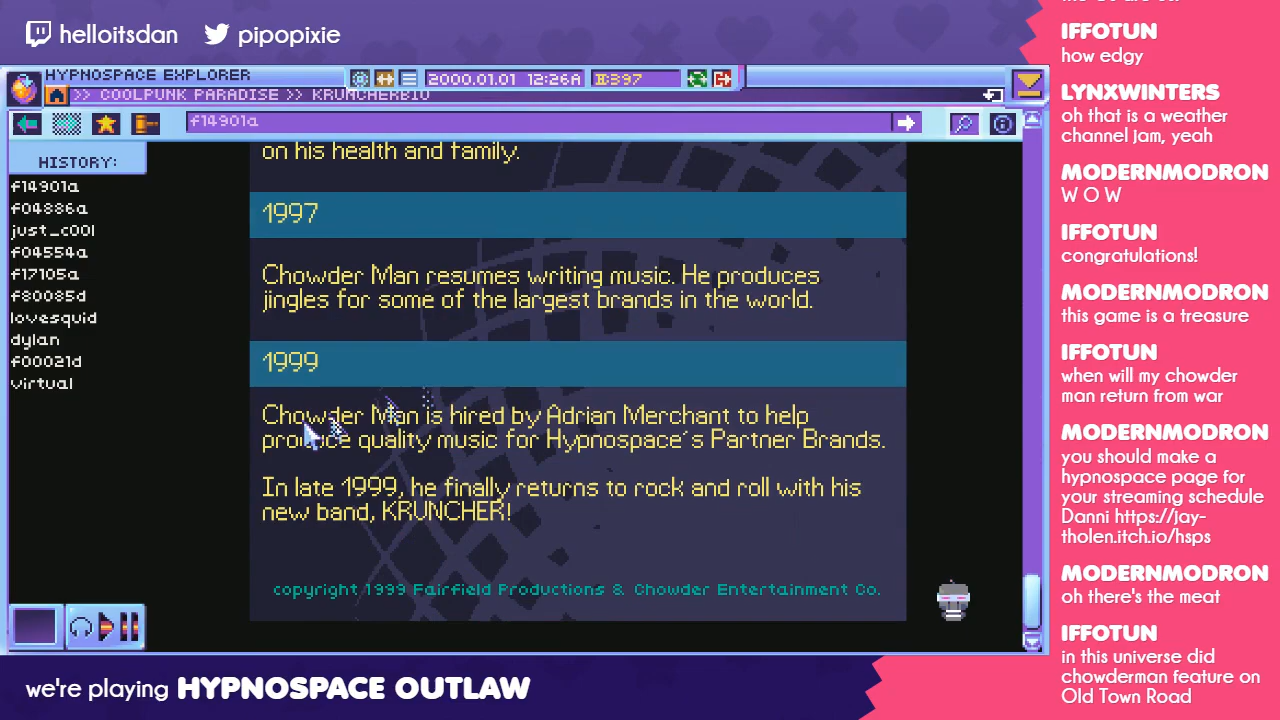 helloitsdan
pipopixie
HYPNOSPACE EXPLORER
2000.01.01 12:26A
397
>> COOLPUNK PARADISE >> KRUNCHERBIO
f14901a
HISTORY:
f14901a
f04886a
just_c00l
f04554a
f17105a
f80085d
lovesquid
dylan
f00021d
virtual
on his health and family.
1997
Chowder Man resumes writing music. He produces
jingles for some of the largest brands in the world.
1999
Chowder Man is hired by Adrian Merchant to help
produce quality music for Hypnospace's Partner Brands.
In late 1999, he finally returns to rock and roll with his
new band, KRUNCHER!
copyright 1999 Fairfield Productions & Chowder Entertainment Co.
we're playing HYPNOSPACE OUTLAW
IFFOTUN
how edgy
LYNXWINTERS
oh that is a weather
channel jam, yeah
MODERNMODRON
W O W
IFFOTUN
congratulations!
MODERNMODRON
this game is a treasure
IFFOTUN
when will my chowder
man return from war
MODERNMODRON
you should make a
hypnospace page for
your streaming schedule
Danni https://jay-
tholen.itch.io/hsps
MODERNMODRON
oh there's the meat
IFFOTUN
in this universe did
chowderman feature on
Old Town Road